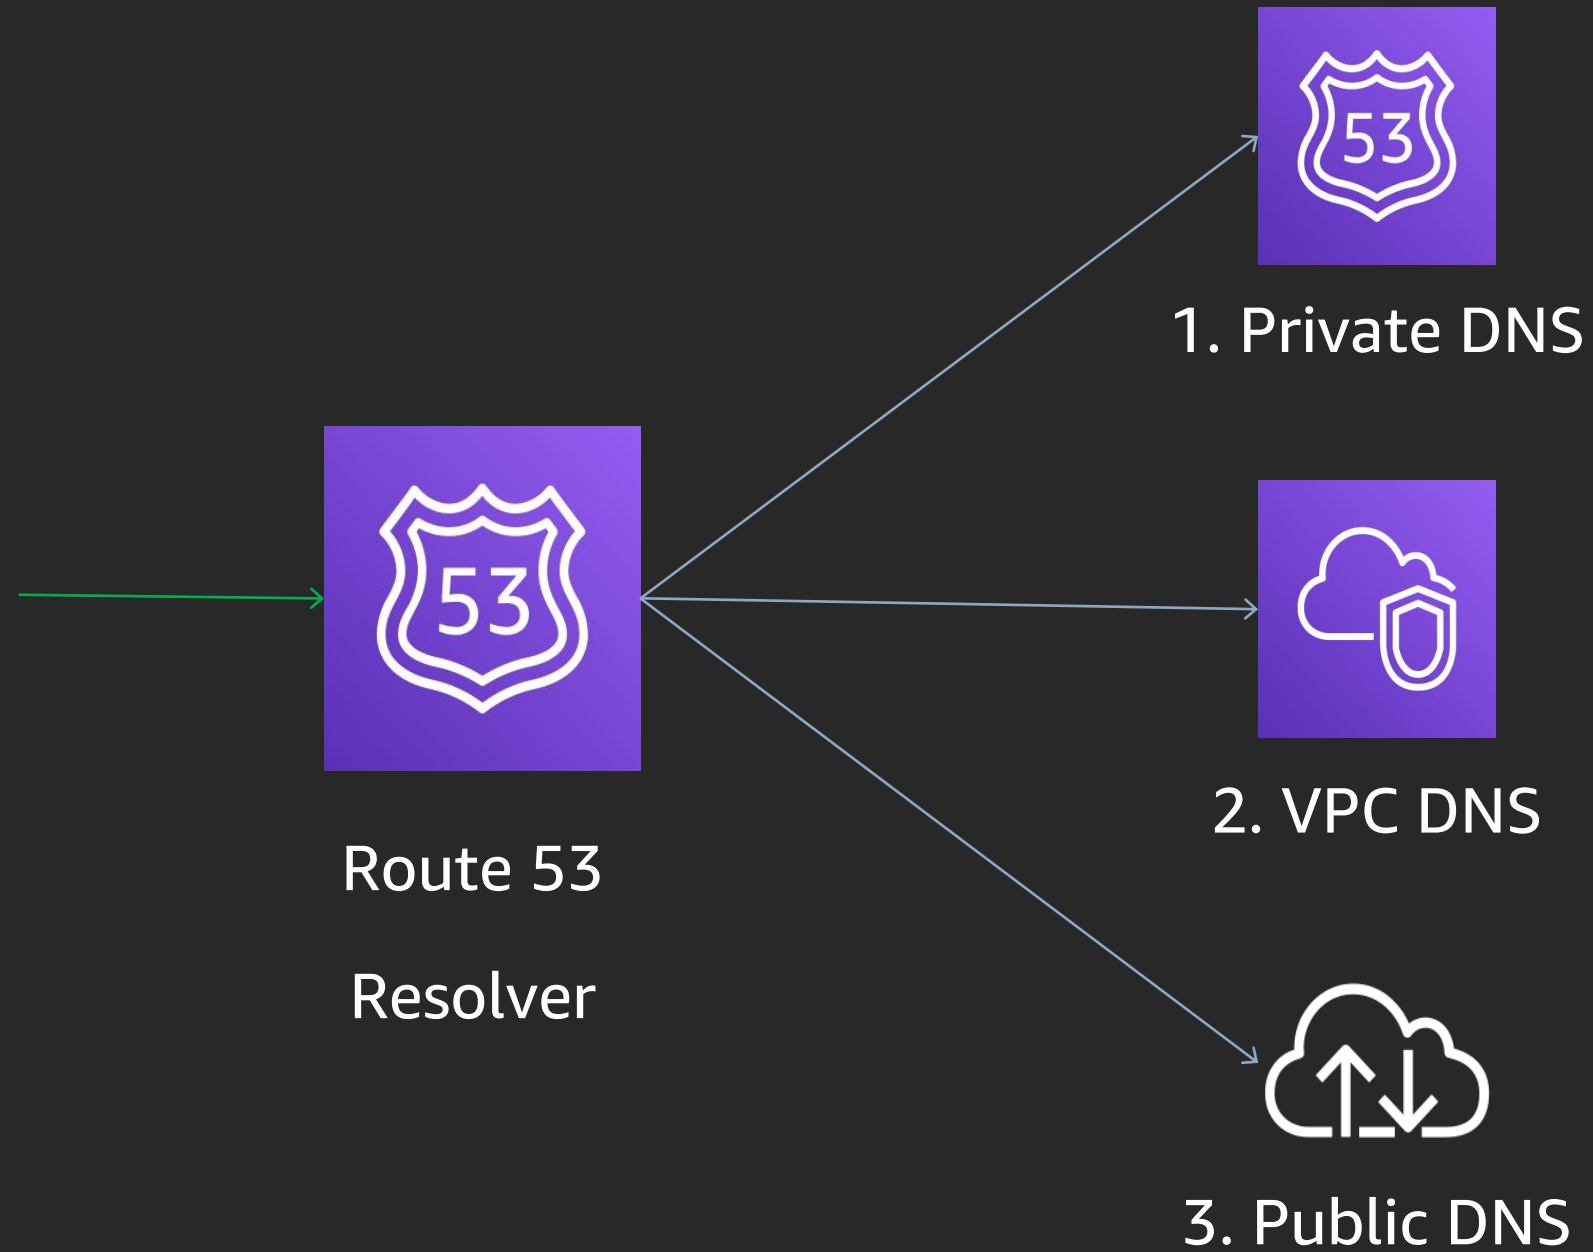 53
1. Private DNS
53
Route 53
Resolver
2. VPC DNS
3. Public DNS